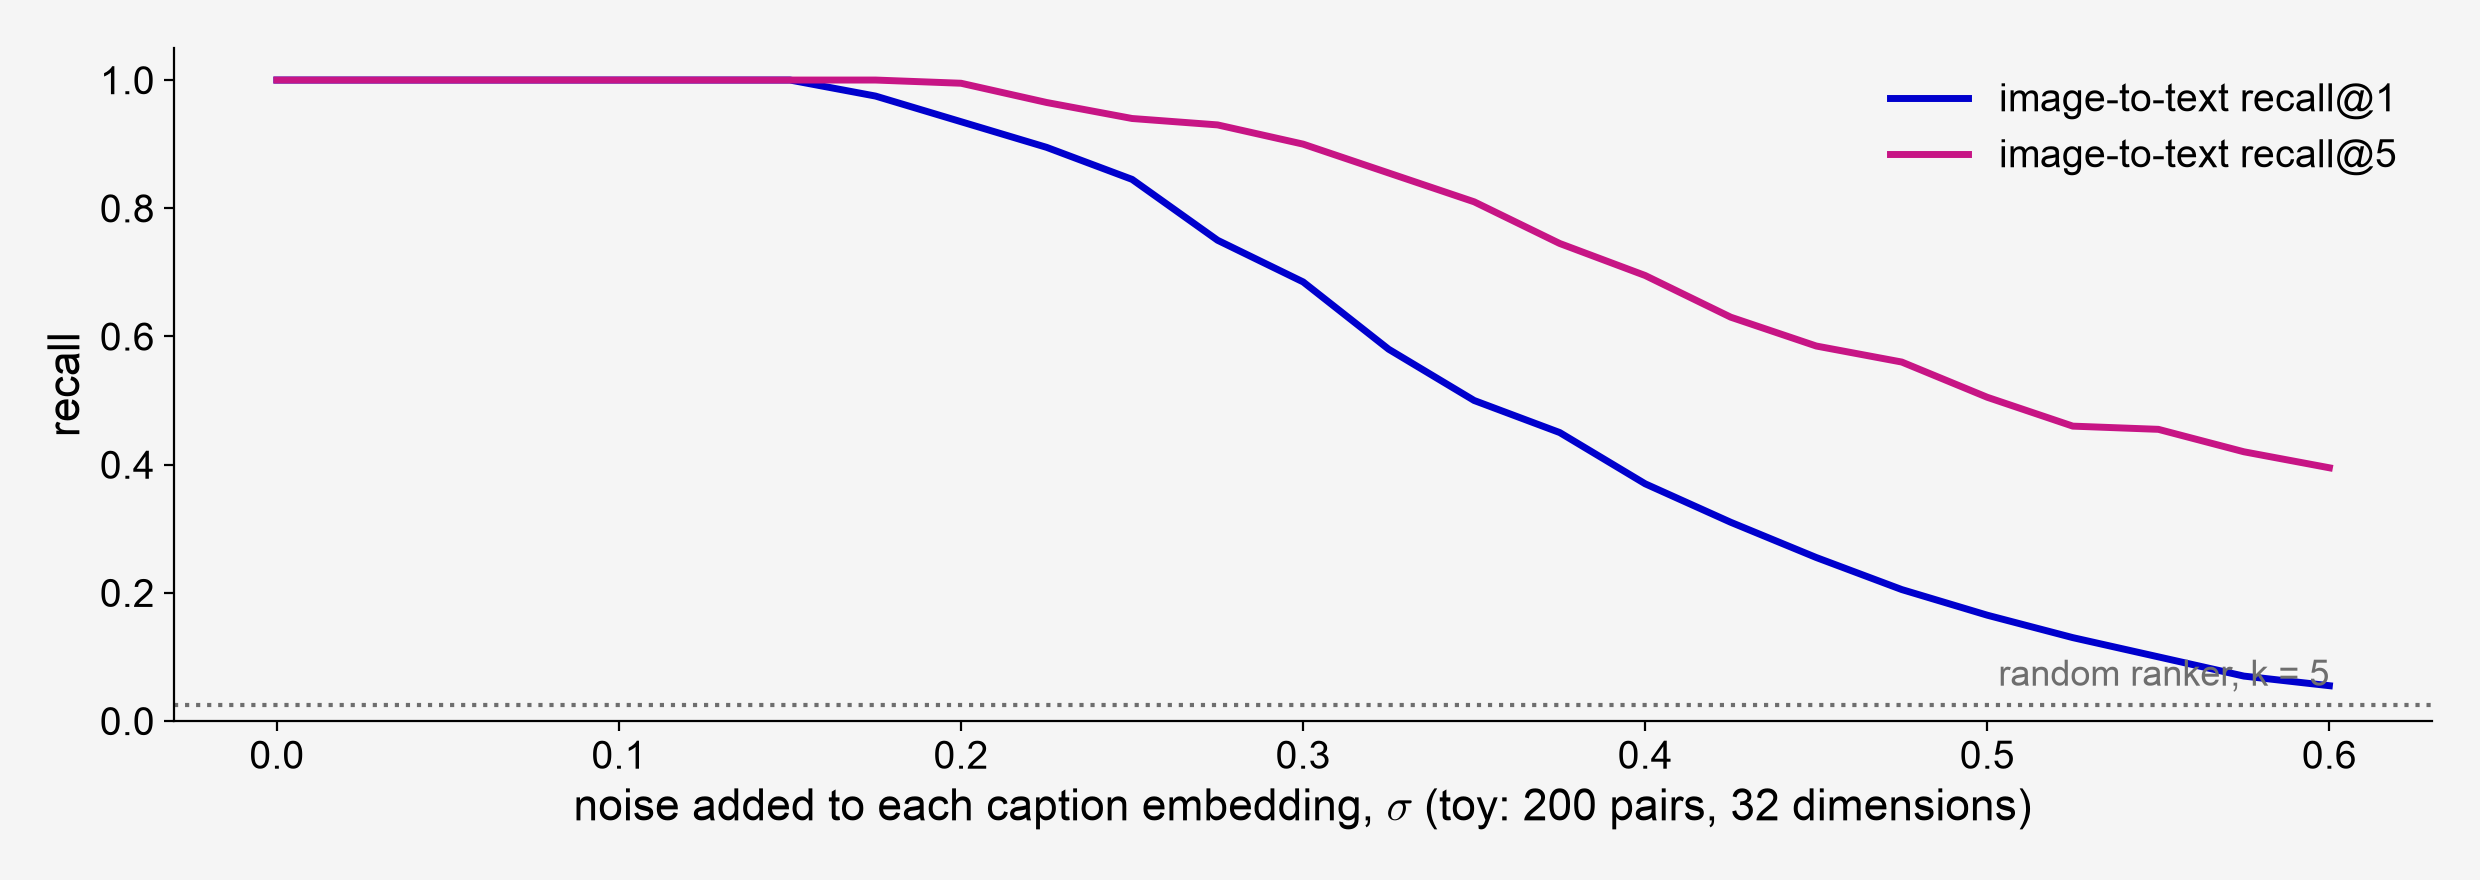 image-to-text recall@1
image-to-text recall@5
recall
1.0
0.8
0.6
0.4
0.2
0.0
random ranker, k = 5
0.0 0.1 0.2 0.3 0.4 0.5 0.6
noise added to each caption embedding, σ (toy: 200 pairs, 32 dimensions)